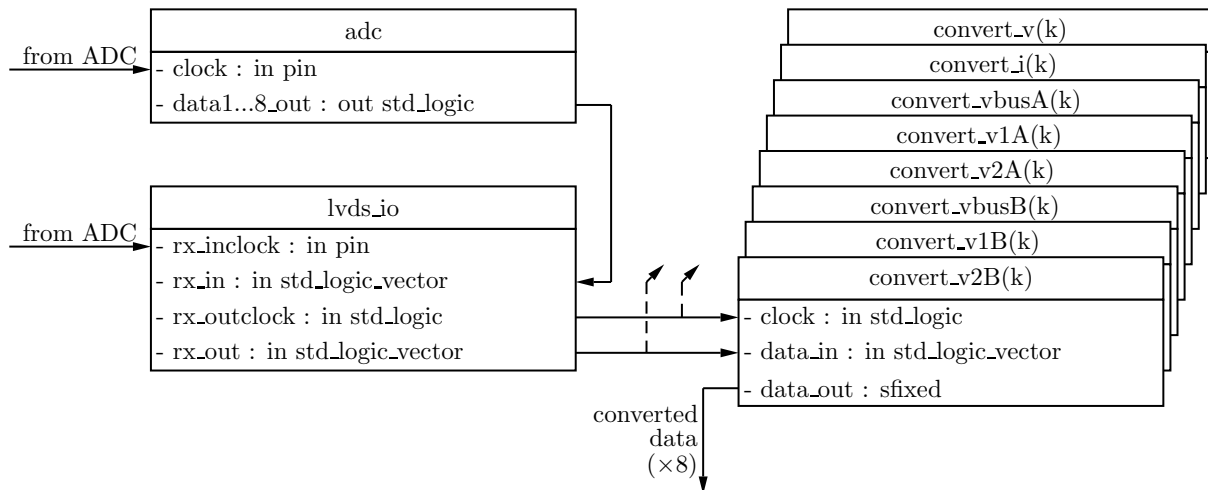 adc
from ADC
- clock : in pin
- data1...8_out : out std_logic
lvds_io
from ADC
- rx_inclock : in pin
- rx_in : in std_logic_vector
- rx_outclock : in std_logic
- rx_out : in std_logic_vector
convert_v(k)
convert_i(k)
convert_vbusA(k)
convert_v1A(k)
convert_v2A(k)
convert_vbusB(k)
convert_v1B(k)
convert_v2B(k)
- clock : in std_logic
- data_in : in std_logic_vector
- data_out : sfixed
converted
data
(×8)